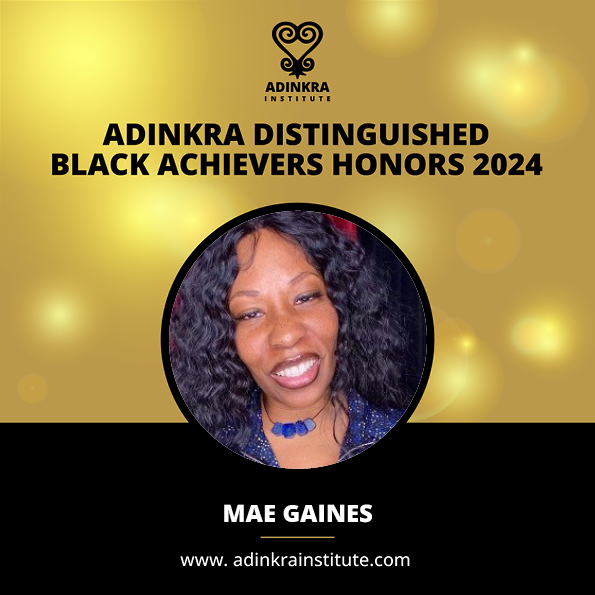 ADINKRA
INSTITUTE
ADINKRA DISTINGUISHED
BLACK ACHIEVERS HONORS 2024
MAE GAINES
www. adinkrainstitute.com